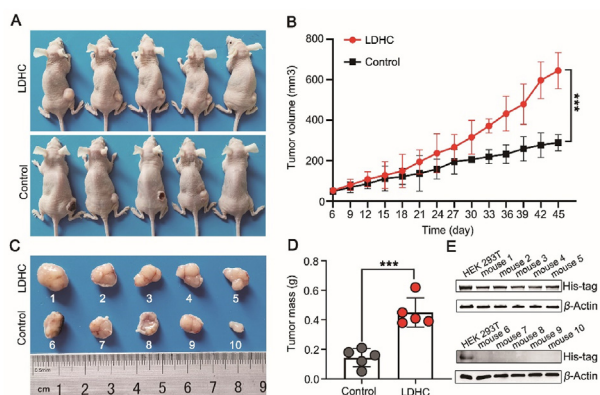 A
LDHC
Control
B
LDHC
Control
Tumor volume (mm3)
800
600
400
200
0
***
6 9 12 15 18 21 24 27 30 33 36 39 42 45
Time (day)
C
LDHC
1 2 3 4 5
Control
6 7 8 9 10
0.5mm
cm 1 2 3 4 5 6 7 8 9
D
Tumor mass (g)
0.8
0.6
0.4
0.2
0.0
***
Control LDHC
E
HEK 293T mouse 1 mouse 2 mouse 3 mouse 4 mouse 5
His-tag
β-Actin
HEK 293T mouse 6 mouse 7 mouse 8 mouse 9 mouse 10
His-tag
β-Actin